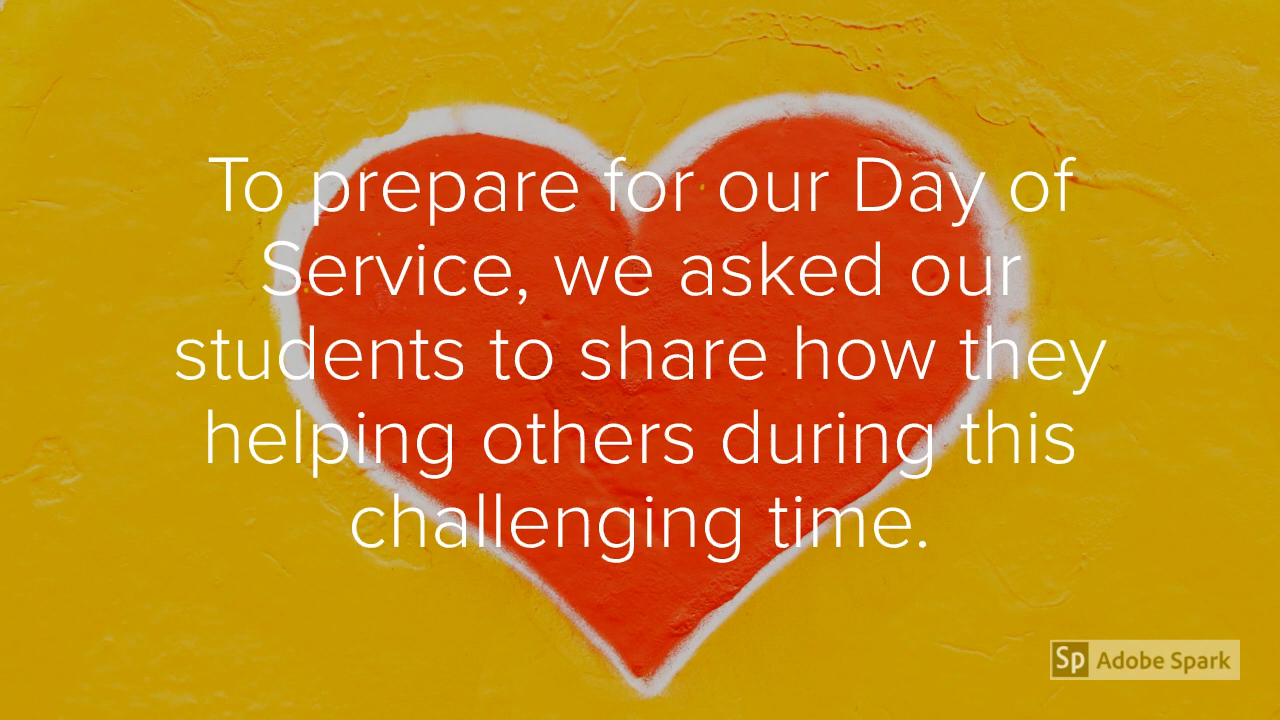 To prepare for our Day of
Service, we asked our
students to share how they
helping others during this
challenging time.
Sp Adobe Spark